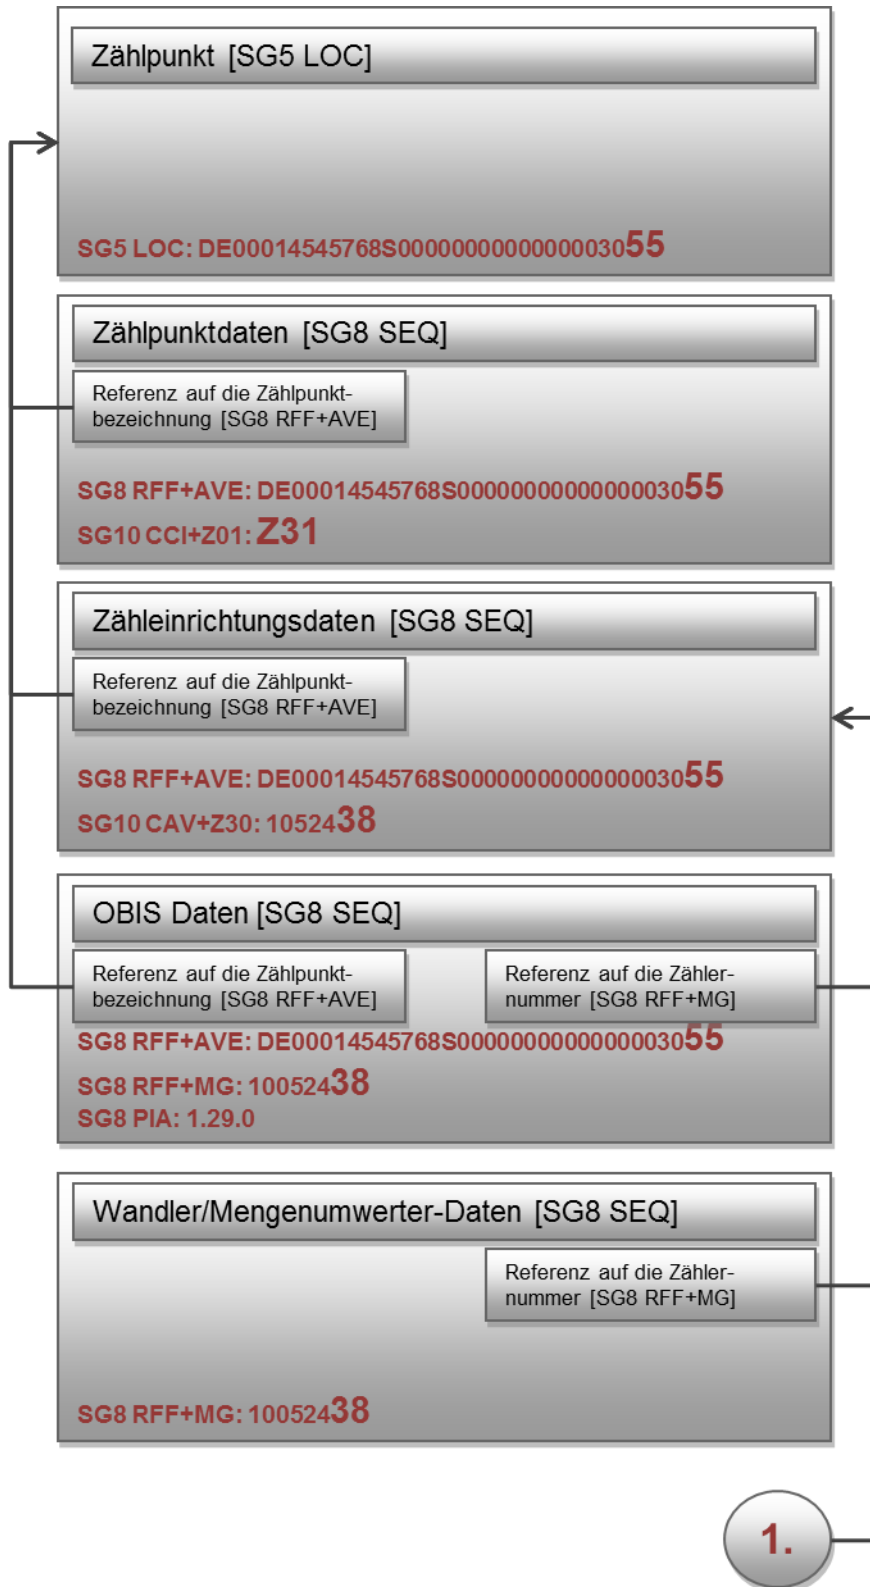 Zählpunkt [SG5 LOC]
SG5 LOC: DE00014545768S0000000000000003055
Zählpunktdaten [SG8 SEQ]
Referenz auf die Zählpunkt-
bezeichnung [SG8 RFF+AVE]
SG8 RFF+AVE: DE00014545768S0000000000000003055
SG10 CCI+Z01: Z31
Zähleinrichtungsdaten [SG8 SEQ]
Referenz auf die Zählpunkt-
bezeichnung [SG8 RFF+AVE]
SG8 RFF+AVE: DE00014545768S0000000000000003055
SG10 CAV+Z30: 1052438
OBIS Daten [SG8 SEQ]
Referenz auf die Zählpunkt-
bezeichnung [SG8 RFF+AVE]
Referenz auf die Zähler-
nummer [SG8 RFF+MG]
SG8 RFF+AVE: DE00014545768S0000000000000003055
SG8 RFF+MG: 10052438
SG8 PIA: 1.29.0
Wandler/Mengenumwerter-Daten [SG8 SEQ]
Referenz auf die Zähler-
nummer [SG8 RFF+MG]
SG8 RFF+MG: 10052438
1.